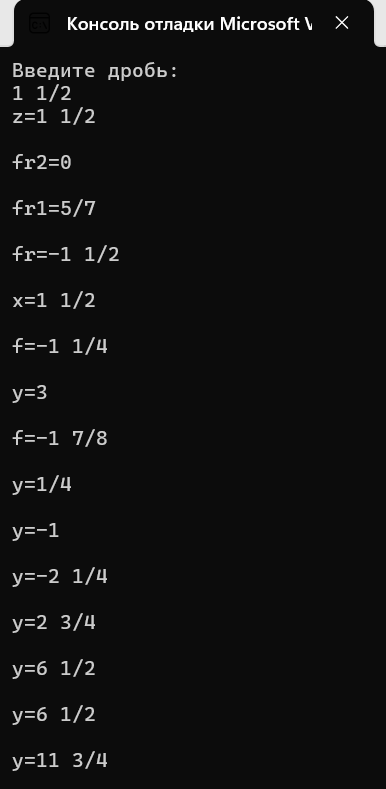 Консоль отладки Microsoft V
Введите дробь:
1 1/2
z=1 1/2
fr2=0
fr1=5/7
fr=-1 1/2
x=1 1/2
f=-1 1/4
y=3
f=-1 7/8
y=1/4
y=-1
y=-2 1/4
y=2 3/4
y=6 1/2
y=6 1/2
y=11 3/4